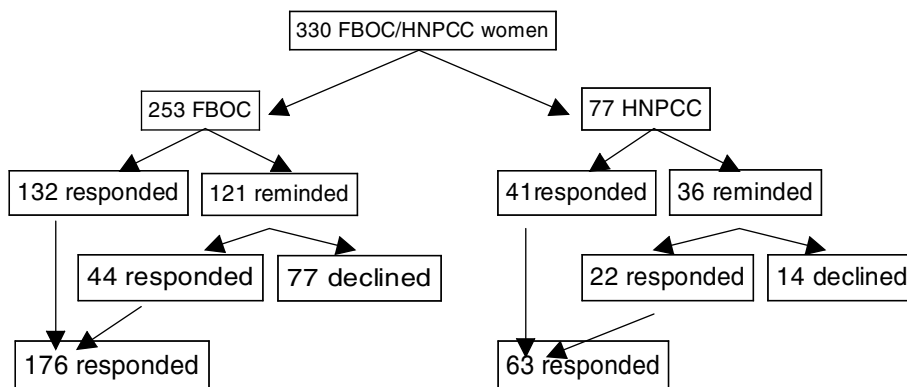 330 FBOC/HNPCC women
253 FBOC
77 HNPCC
132 responded
121 reminded
41responded
36 reminded
44 responded
77 declined
22 responded
14 declined
176 responded
63 responded